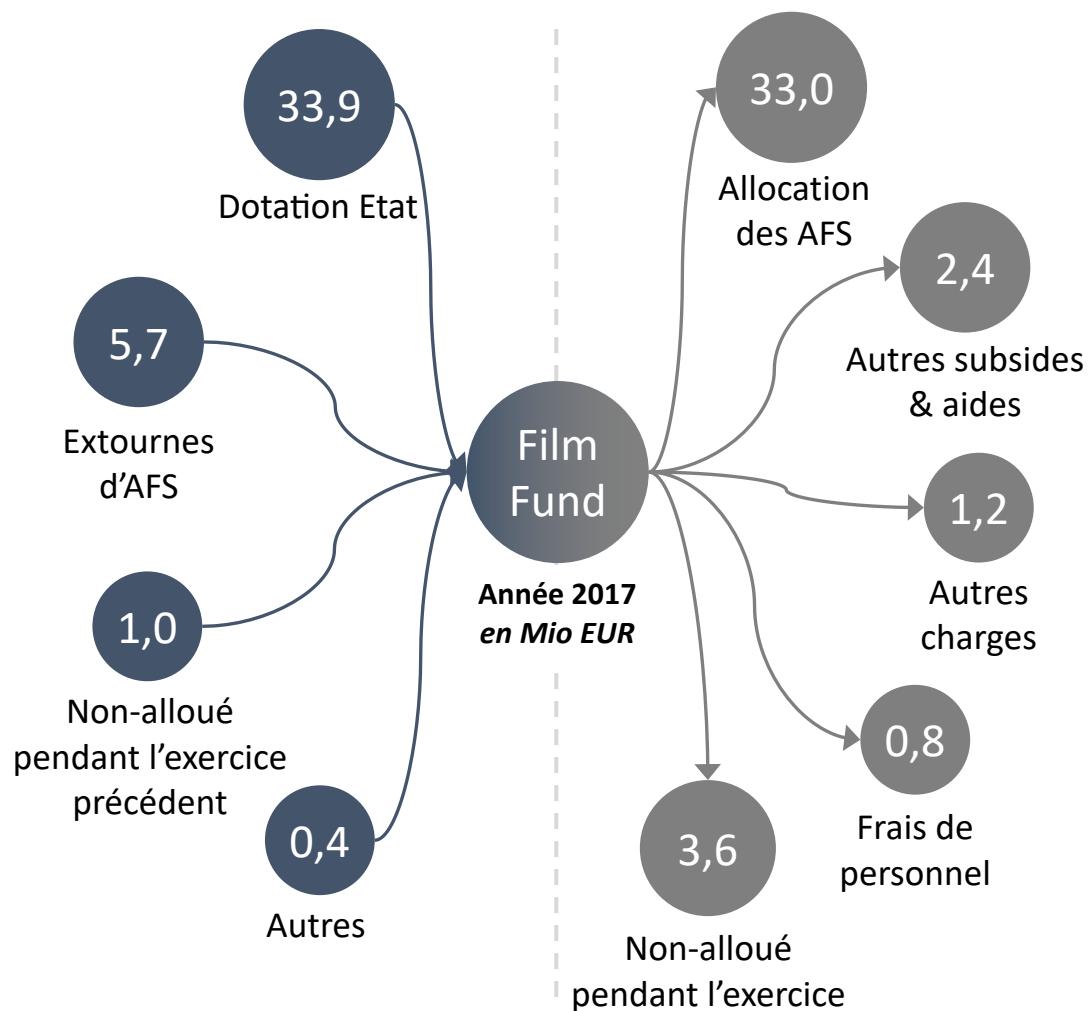 33,9
Dotation Etat
5,7
Extournes
d'AFS
1,0
Non-alloué
pendant l'exercice
précédent
0,4
Autres
Film
Fund
Année 2017
en Mio EUR
33,0
Allocation
des AFS
2,4
Autres subsides
& aides
1,2
Autres
charges
0,8
Frais de
personnel
3,6
Non-alloué
pendant l'exercice